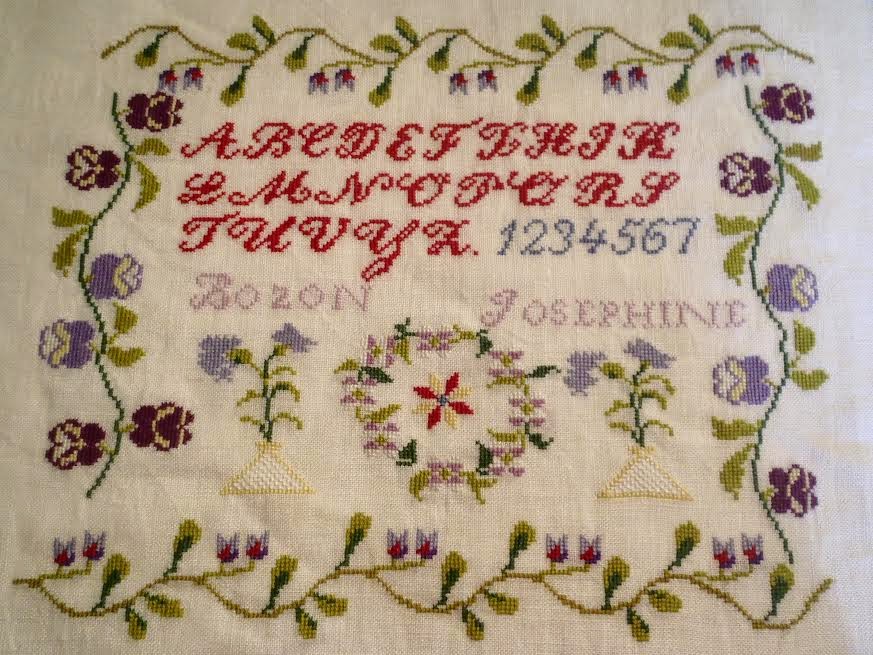 ABCDEFGHIK
LMNOPQRS
TUVYZ. 1234567
BOZON JOSEPHINE